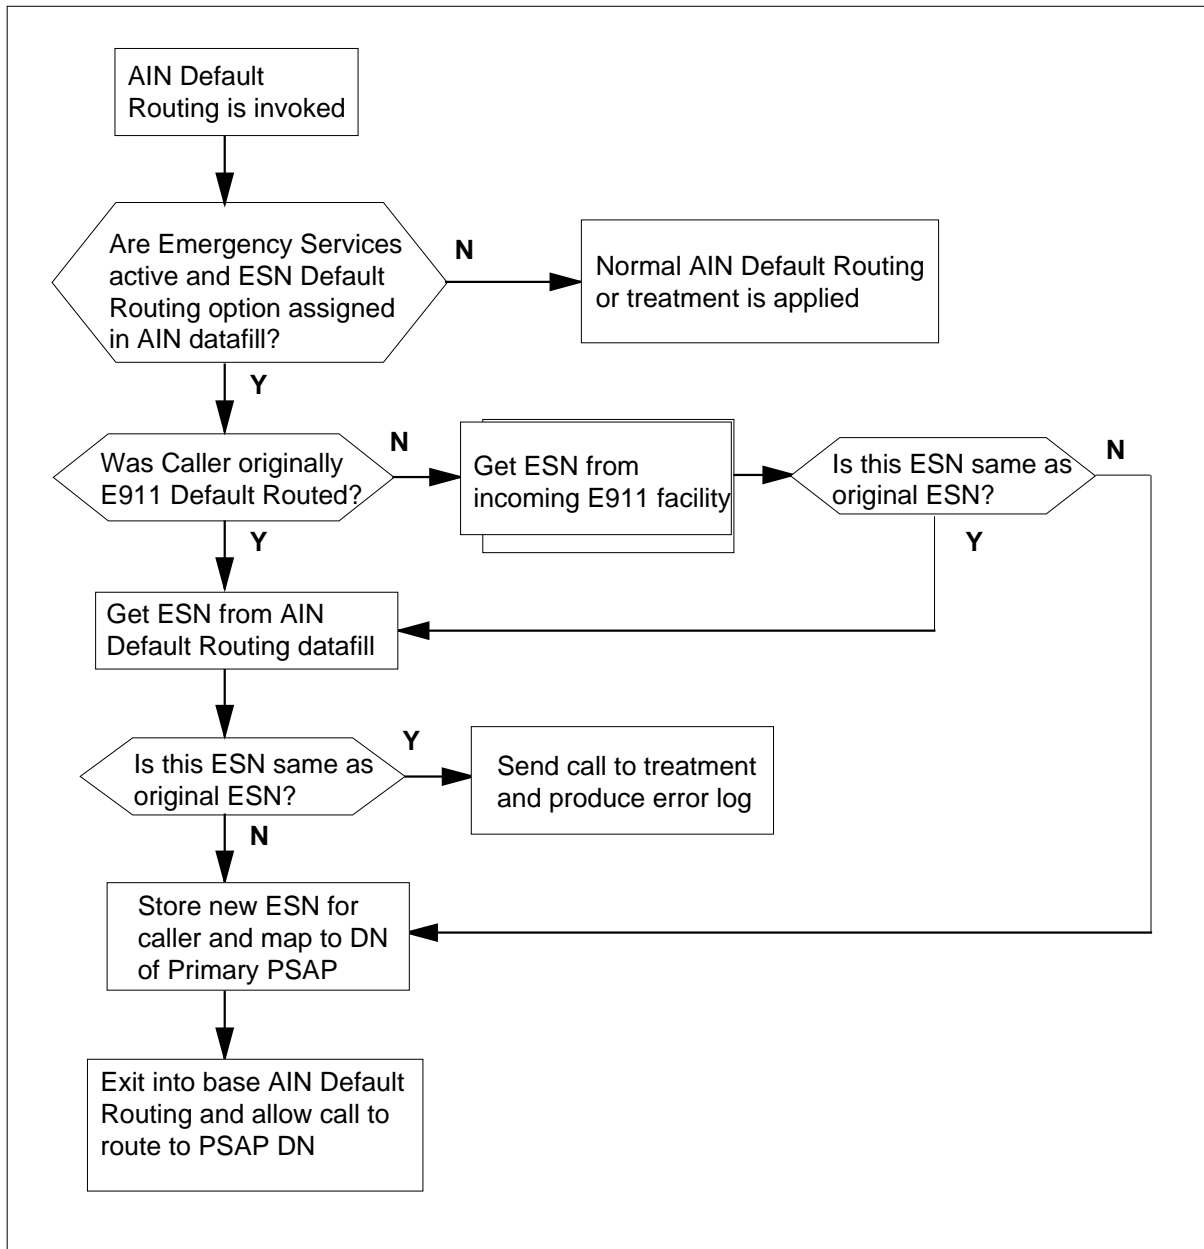 AIN Default
Routing is invoked
Are Emergency Services
active and ESN Default
Routing option assigned
in AIN datafill?
N
Normal AIN Default Routing
or treatment is applied
Y
Was Caller originally
E911 Default Routed?
N
Get ESN from
incoming E911 facility
Is this ESN same as
original ESN?
N
Y
Y
Get ESN from AIN
Default Routing datafill
Is this ESN same as
original ESN?
Y
Send call to treatment
and produce error log
N
Store new ESN for
caller and map to DN
of Primary PSAP
Exit into base AIN Default
Routing and allow call to
route to PSAP DN